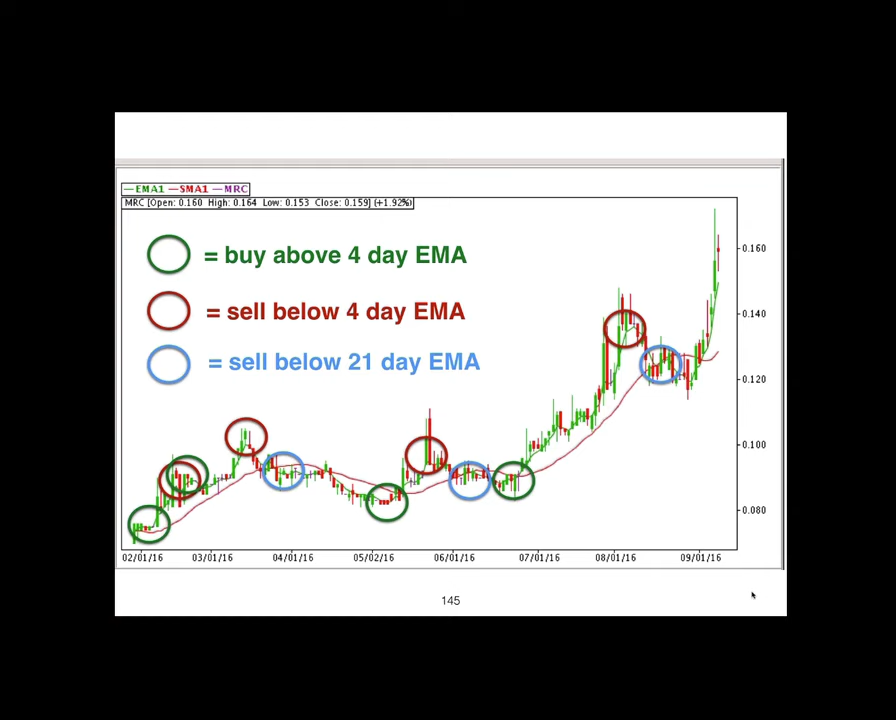 —EMA1 —SMA1 —MRC
MRC [Open: 0.160 High: 0.164 Low: 0.153 Close: 0.159] (+1.92%)
= buy above 4 day EMA
= sell below 4 day EMA
= sell below 21 day EMA
0.160
0.140
0.120
0.100
0.080
02/01/16 03/01/16 04/01/16 05/02/16 06/01/16 07/01/16 08/01/16 09/01/16
145